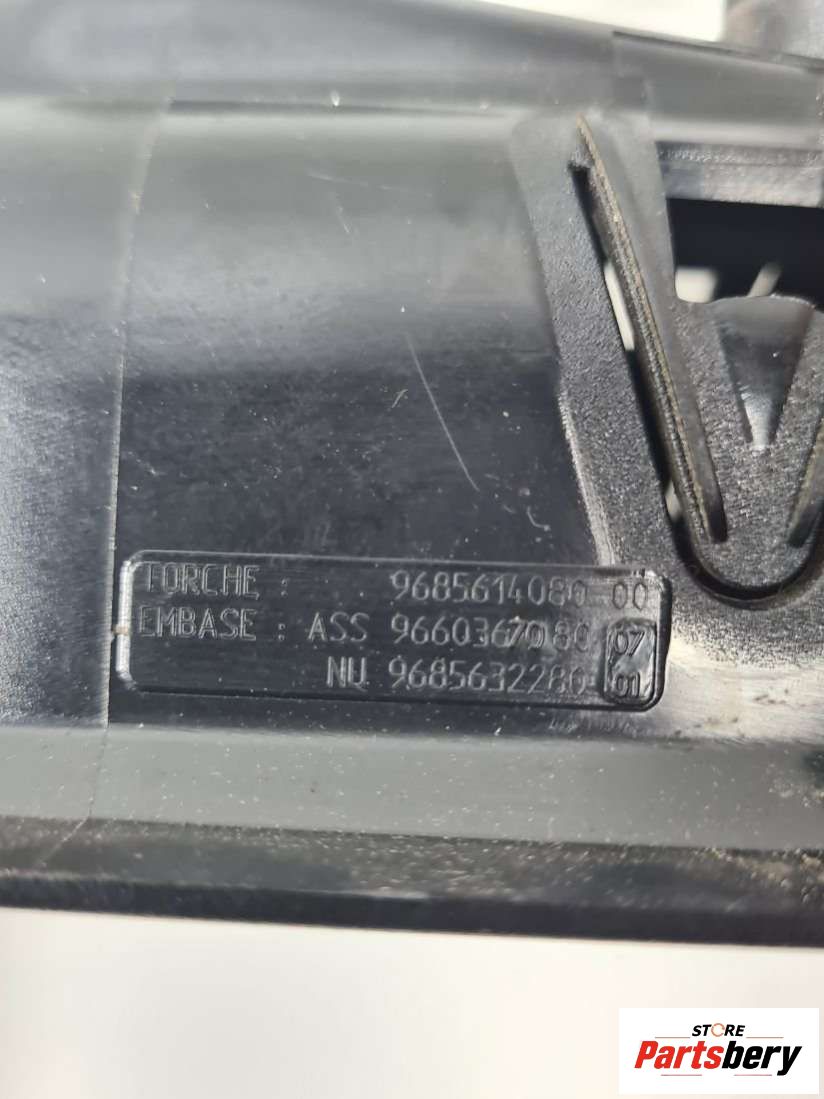 TORCHE : 9685614080 00
EMBASE : ASS 9660367080 07
NU 9685632280 01
STORE
Partsbery